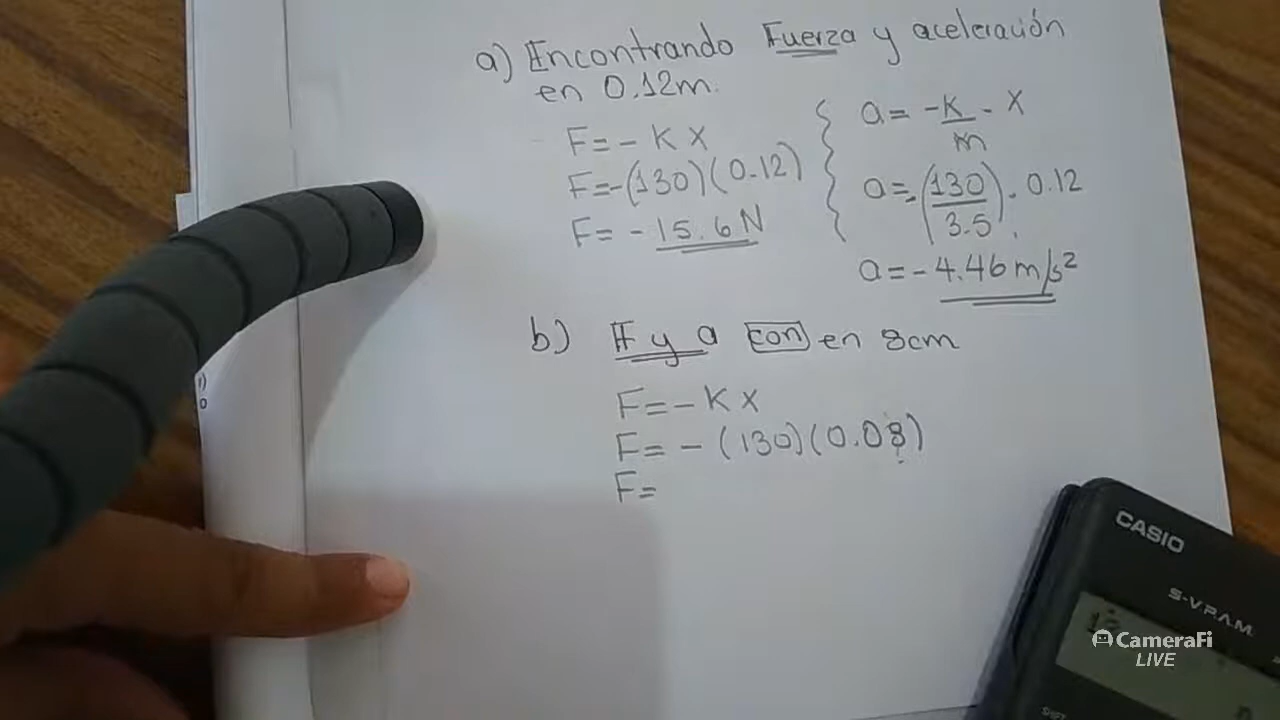 a) Encontrando Fuerza y aceleración
en 0.12m.
F= - K x
F=-(130)(0.12)
F= - 15.6 N
a= -K - X
m
a=-(130) . 0.12
3.5
a= - 4.46 m/s²
b) F y a con en 8cm
F= - K x
F= - (130)(0.08)
F=
CASIO
S-V.P.A.M.
CameraFi
LIVE